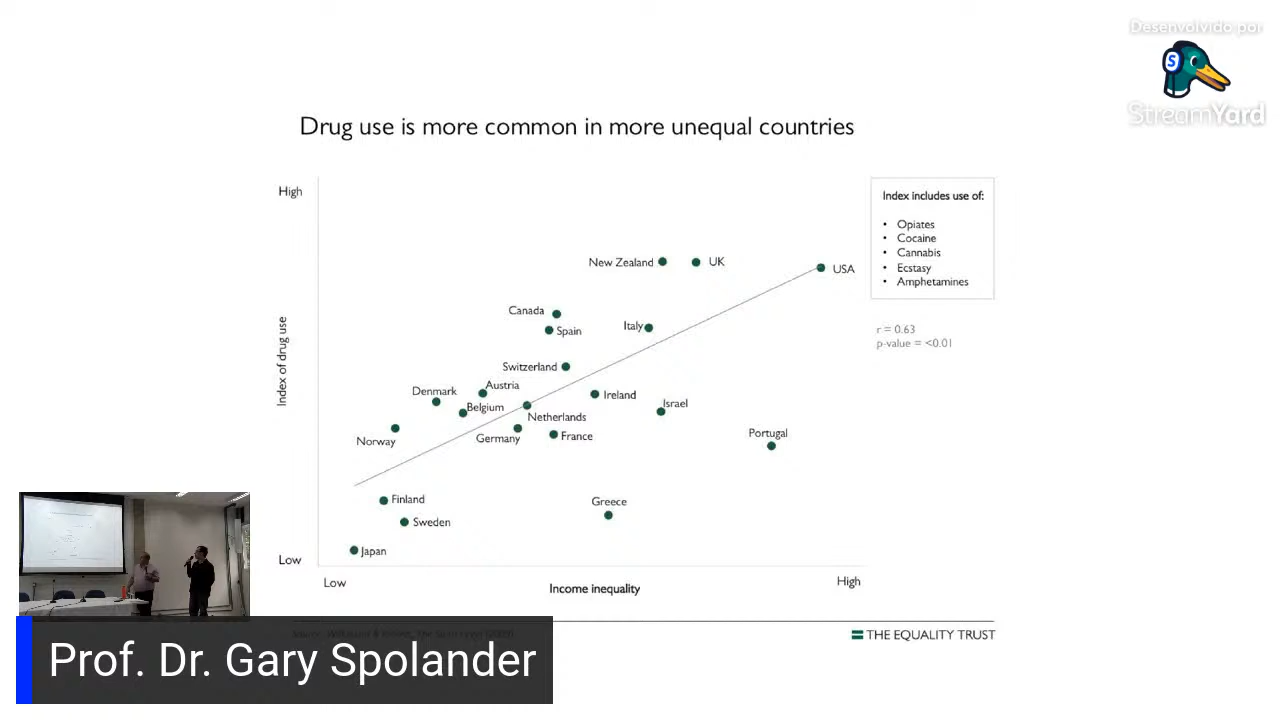 Desenvolvido por
StreamYard
Drug use is more common in more unequal countries
High
Index includes use of:
• Opiates
• Cocaine
• Cannabis
• Ecstasy
• Amphetamines
New Zealand
UK
USA
Canada
Spain
Italy
r = 0.63
p-value = <0.01
Index of drug use
Switzerland
Austria
Denmark
Belgium
Ireland
Israel
Netherlands
Norway
Germany
France
Portugal
Finland
Sweden
Greece
Japan
Low
Low
Income inequality
High
THE EQUALITY TRUST
Prof. Dr. Gary Spolander